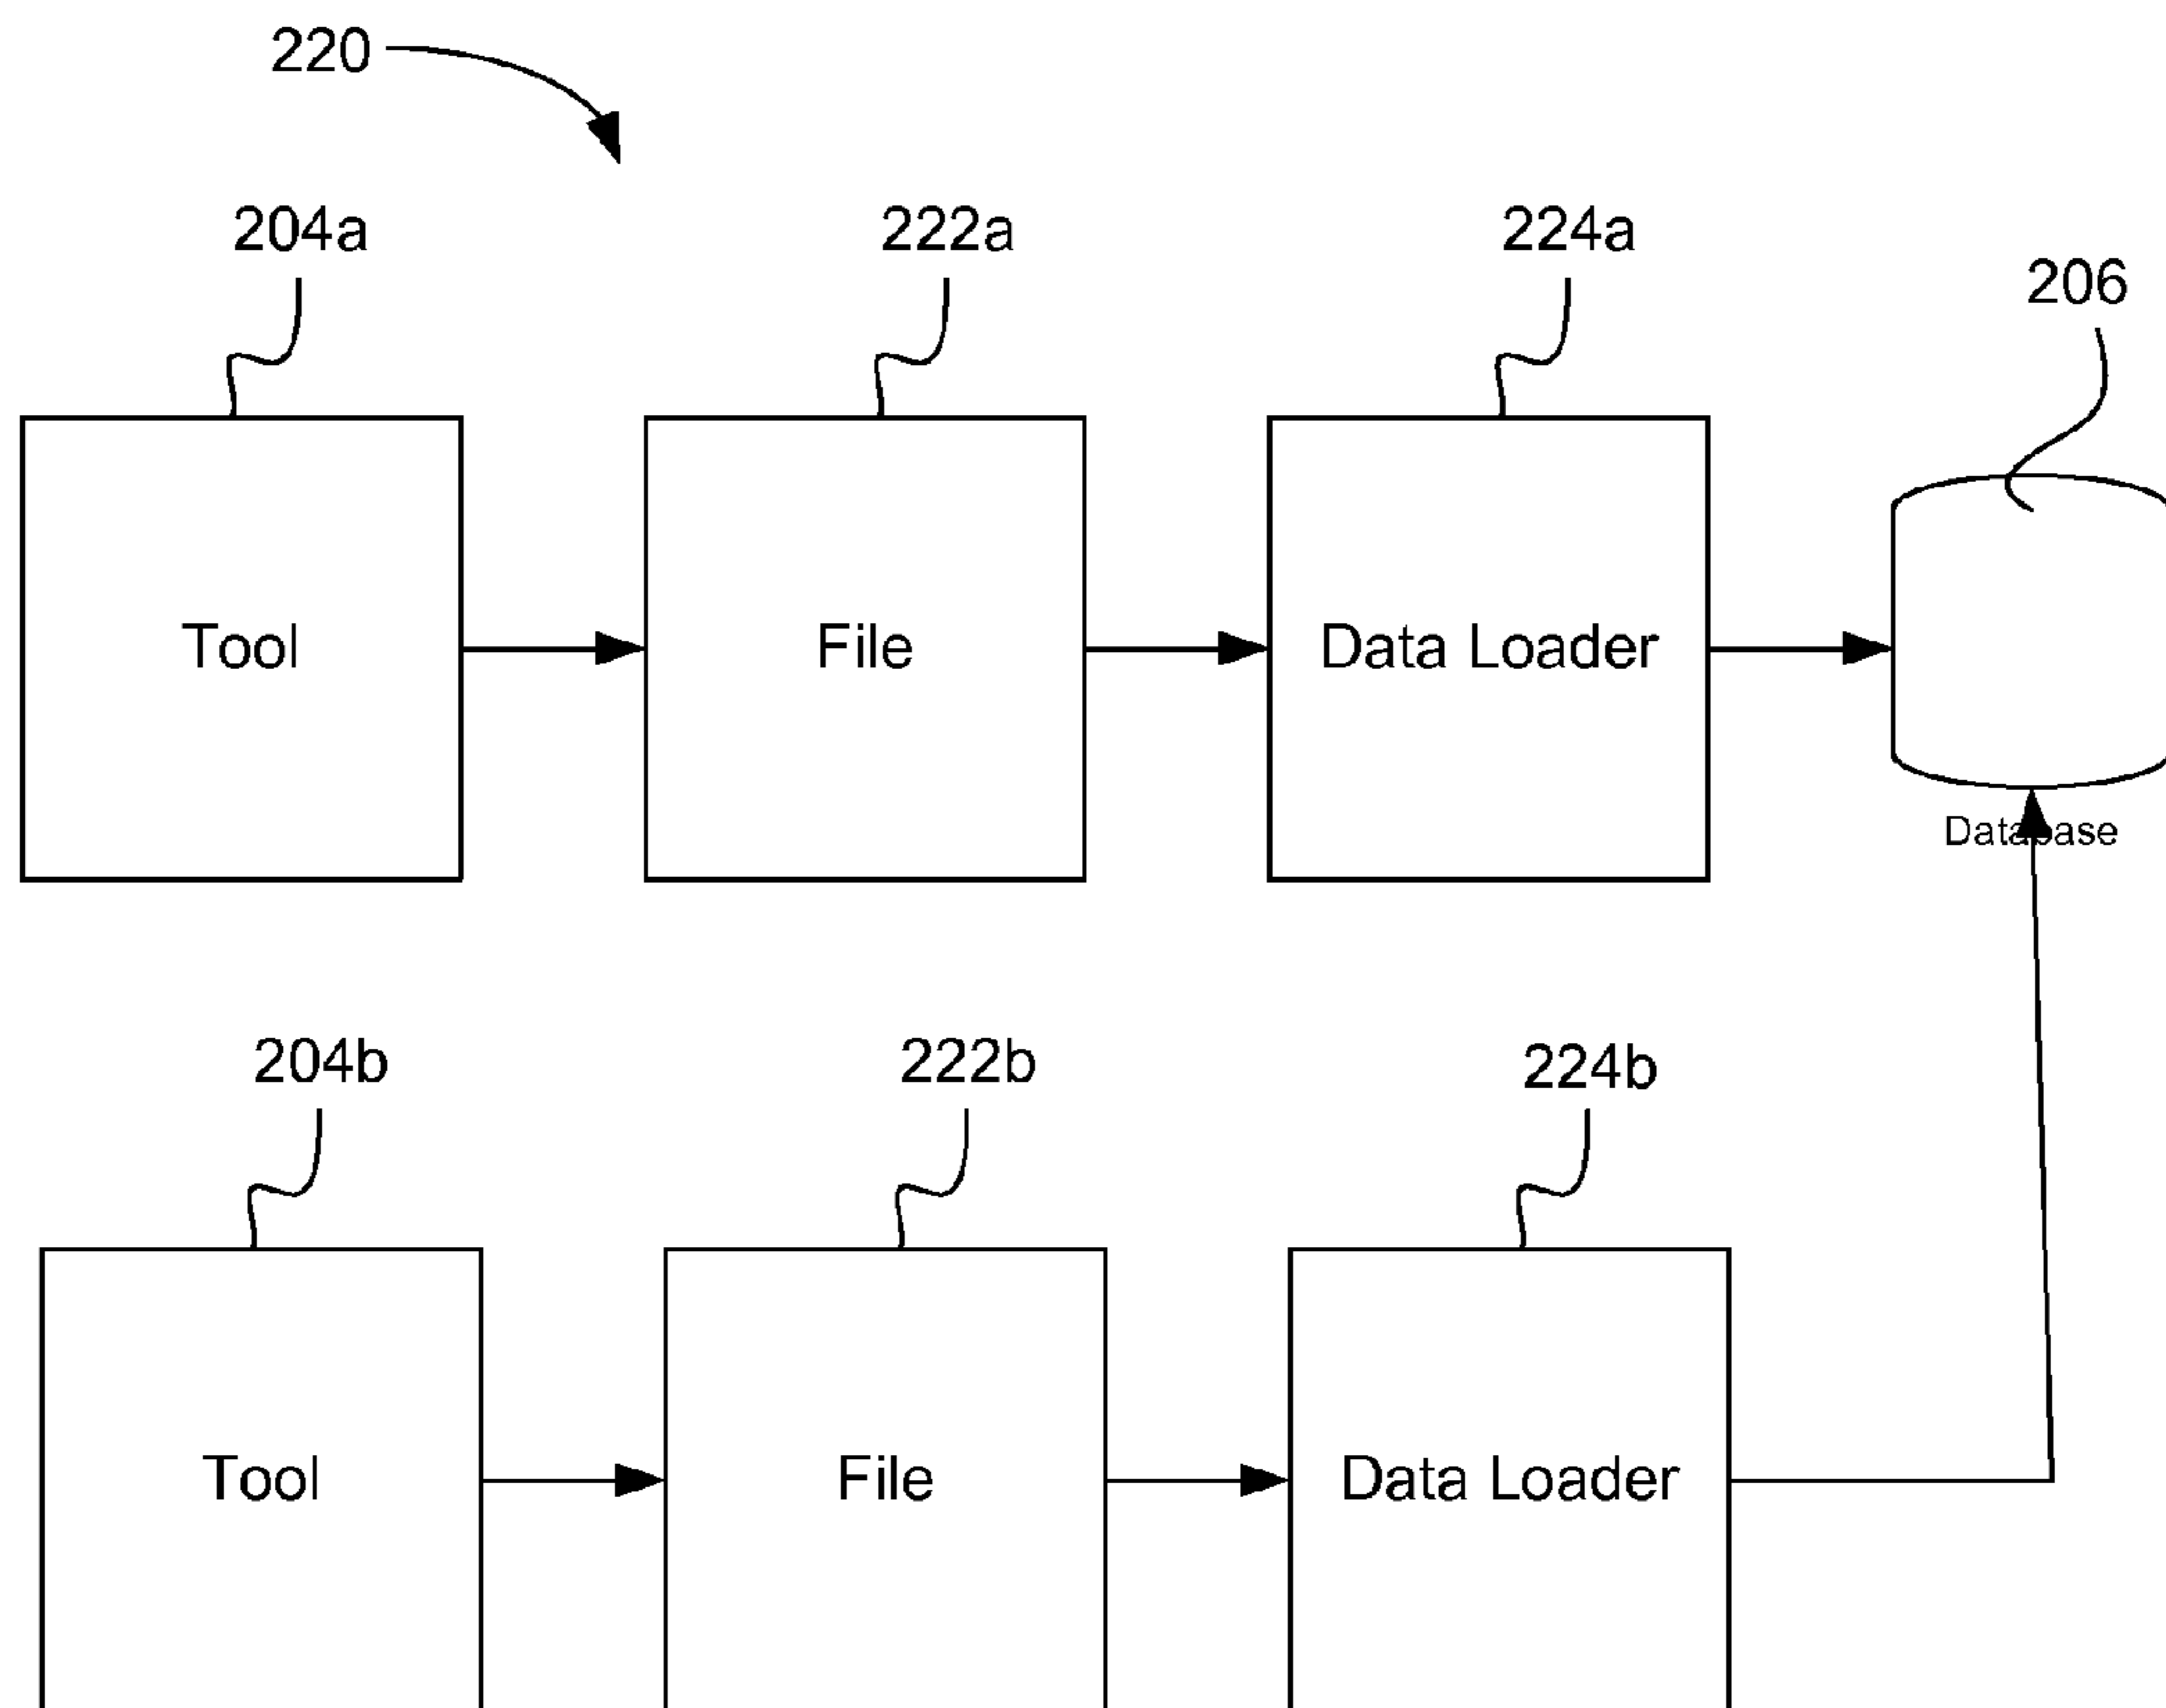 220
204a
222a
224a
206
Tool
File
Data Loader
Database
204b
222b
224b
Tool
File
Data Loader